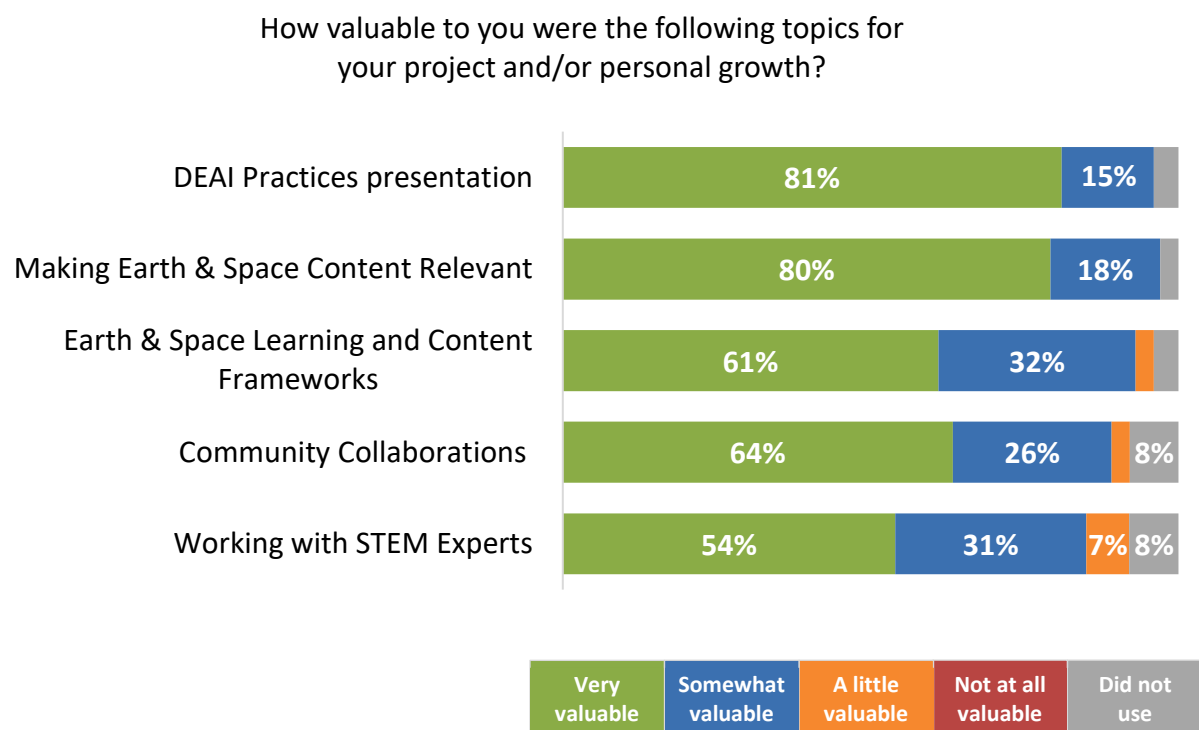 How valuable to you were the following topics for
your project and/or personal growth?
DEAI Practices presentation
81%
15%
Making Earth & Space Content Relevant
80%
18%
Earth & Space Learning and Content
Frameworks
61%
32%
Community Collaborations
64%
26%
8%
Working with STEM Experts
54%
31%
7%
8%
Very
valuable
Somewhat
valuable
A little
valuable
Not at all
valuable
Did not
use